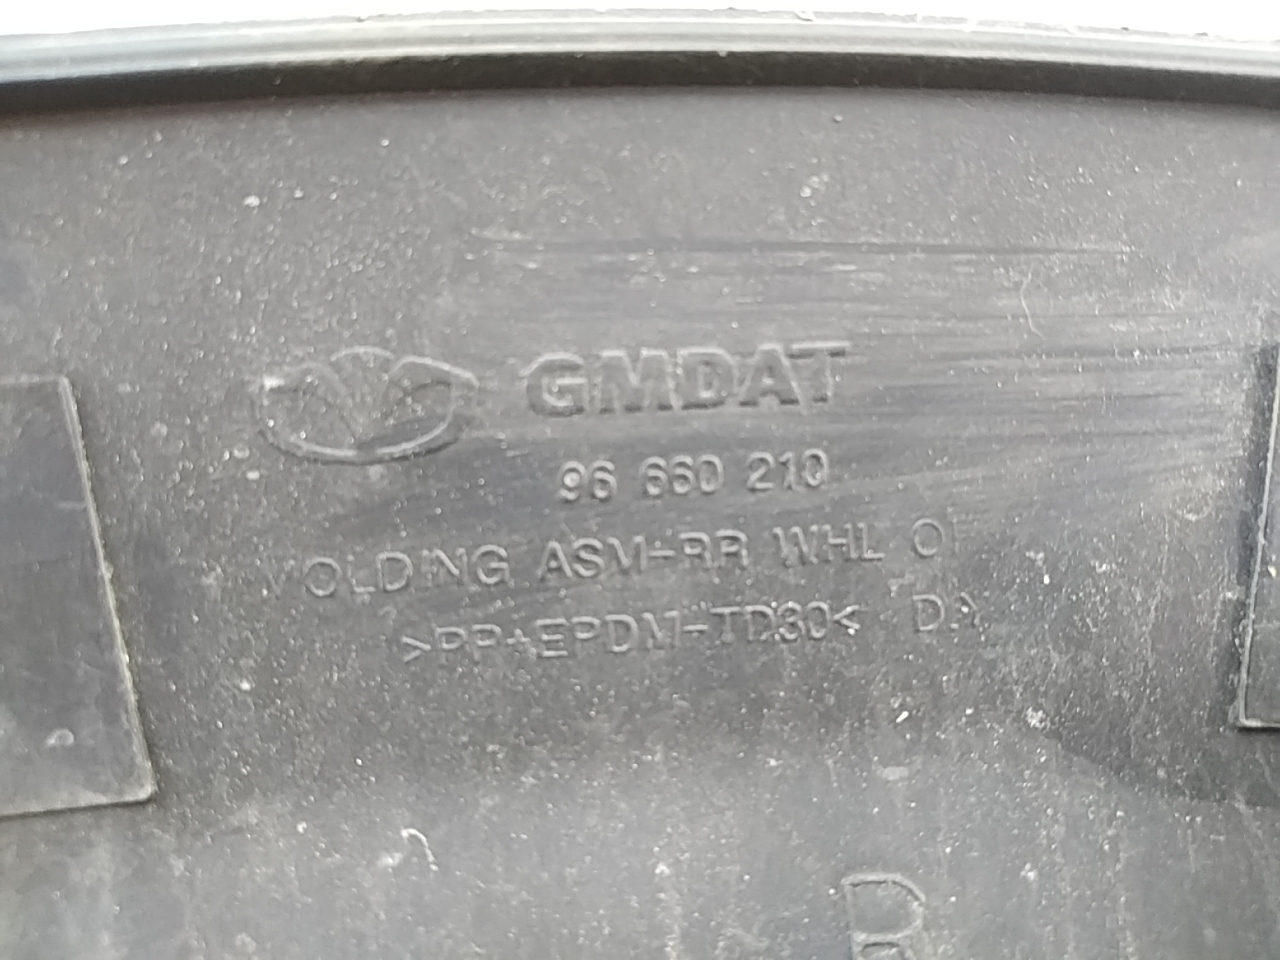 GMDAT
96 660 210
MOLDING ASM-RR WHL
>PP+EPDM-TD30<
R